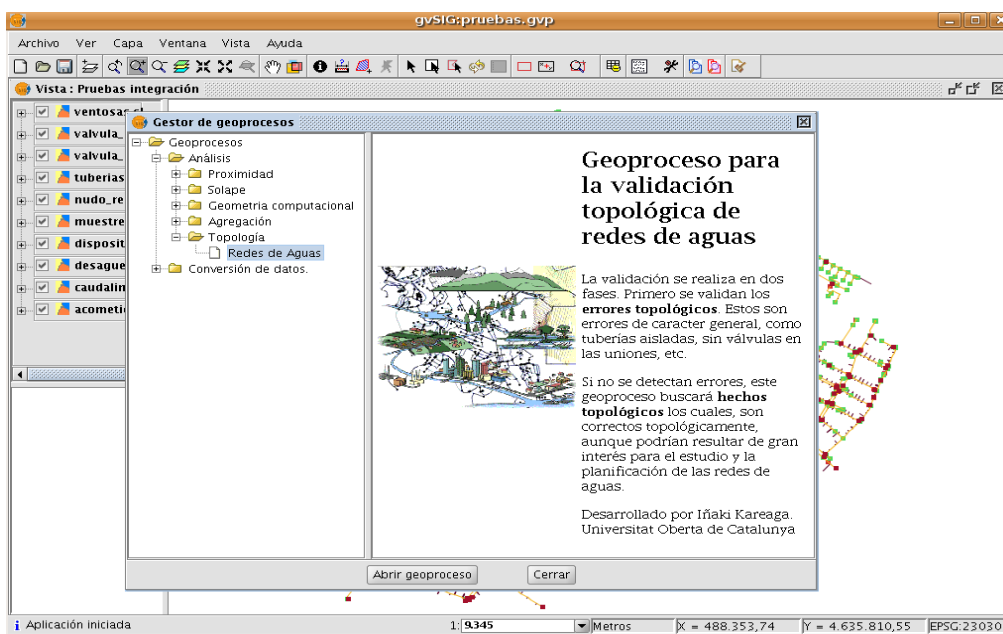 gvSIG:pruebas.gvp
Archivo Ver Capa Ventana Vista Ayuda
Vista : Pruebas integración
ventosas
valvula_
valvula_
tuberias
nudo_re
muestre
disposit
desague
caudalin
acometi
Gestor de geoprocesos
Geoprocesos
Análisis
Proximidad
Solape
Geometria computacional
Agregación
Topología
Redes de Aguas
Conversión de datos.
Geoproceso para
la validación
topológica de
redes de aguas
La validación se realiza en dos
fases. Primero se validan los
errores topológicos. Estos son
errores de caracter general, como
tuberías aisladas, sin válvulas en
las uniones, etc.
Si no se detectan errores, este
geoproceso buscará hechos
topológicos los cuales, son
correctos topológicamente,
aunque podrían resultar de gran
interés para el estudio y la
planificación de las redes de
aguas.
Desarrollado por Iñaki Kareaga.
Universitat Oberta de Catalunya
Abrir geoproceso Cerrar
Aplicación iniciada 1: 9.345 Metros X = 488.353,74 Y = 4.635.810,55 EPSG:23030